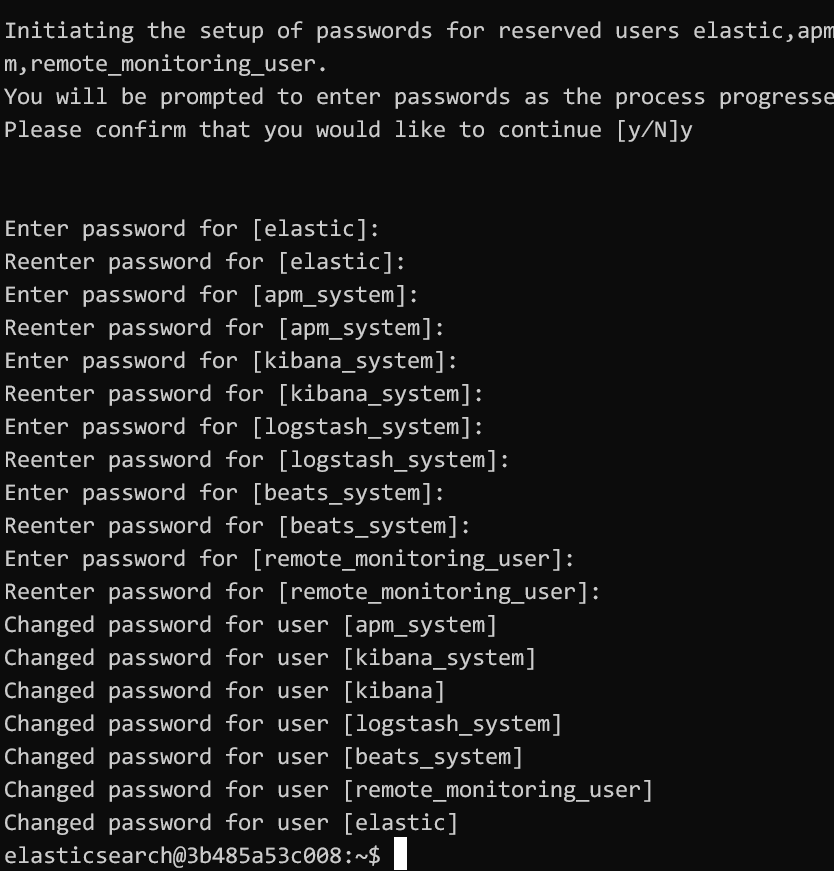 Initiating the setup of passwords for reserved users elastic,apm
m,remote_monitoring_user.
You will be prompted to enter passwords as the process progresse
Please confirm that you would like to continue [y/N]y
Enter password for [elastic]:
Reenter password for [elastic]:
Enter password for [apm_system]:
Reenter password for [apm_system]:
Enter password for [kibana_system]:
Reenter password for [kibana_system]:
Enter password for [logstash_system]:
Reenter password for [logstash_system]:
Enter password for [beats_system]:
Reenter password for [beats_system]:
Enter password for [remote_monitoring_user]:
Reenter password for [remote_monitoring_user]:
Changed password for user [apm_system]
Changed password for user [kibana_system]
Changed password for user [kibana]
Changed password for user [logstash_system]
Changed password for user [beats_system]
Changed password for user [remote_monitoring_user]
Changed password for user [elastic]
elasticsearch@3b485a53c008:~$